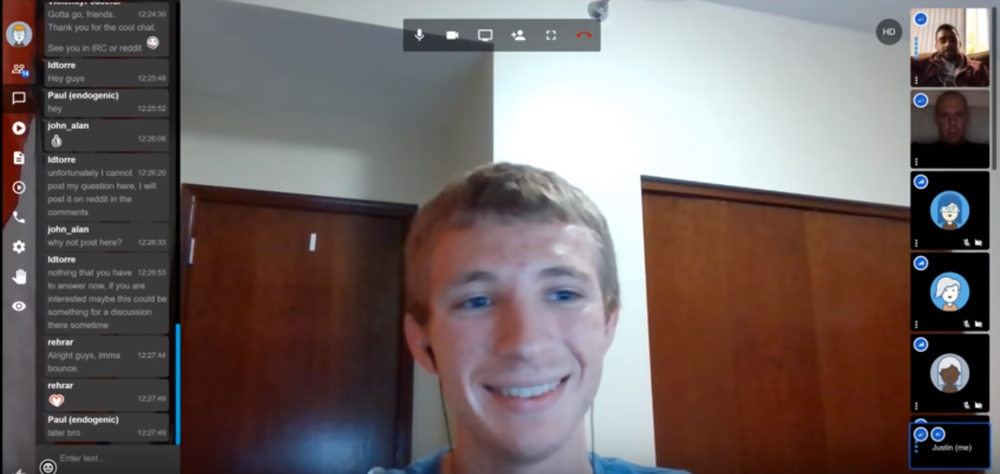 ViolentlyPeaceful
Gotta go, friends. 12:24:30
Thank you for the cool chat.
See you in IRC or reddit
ldtorre
Hey guys 12:25:48
Paul (endogenic)
hey 12:25:52
john_alan
12:26:06
ldtorre
unfortunately I cannot 12:26:20
post my question here, I will
post it on reddit in the
comments
john_alan
why not post here? 12:26:33
ldtorre
nothing that you have 12:26:53
to answer now, if you are
interested maybe this could be
something for a discussion
there sometime
rehrar
Alright guys, imma 12:27:44
bounce.
rehrar
12:27:48
Paul (endogenic)
later bro 12:27:49
Enter text...
14
HD
Justin (me)